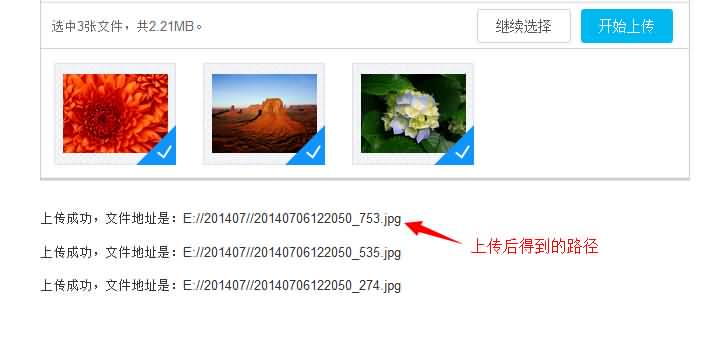 选中3张文件，共2.21MB。
继续选择
开始上传
上传成功，文件地址是：E://201407//20140706122050_753.jpg
上传后得到的路径
上传成功，文件地址是：E://201407//20140706122050_535.jpg
上传成功，文件地址是：E://201407//20140706122050_274.jpg